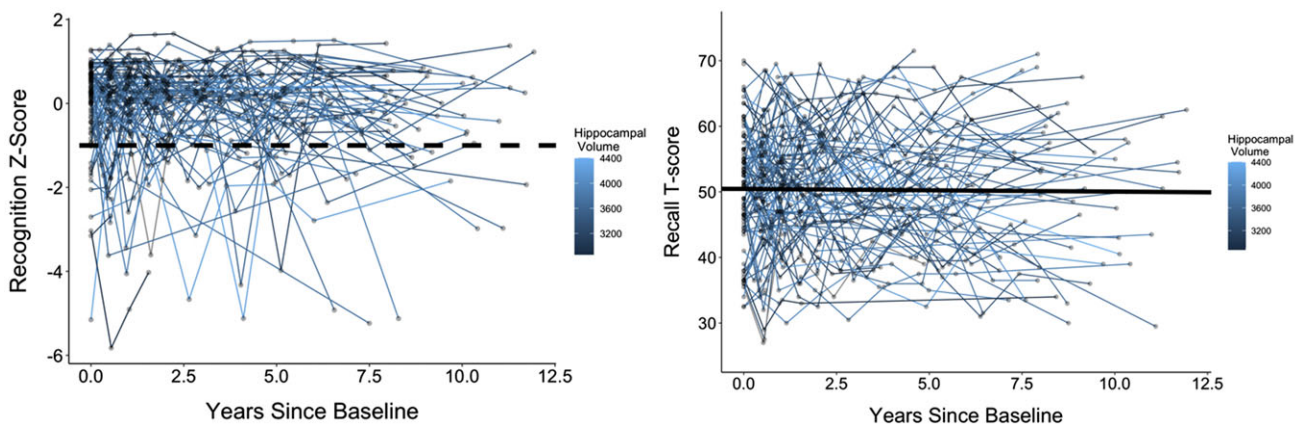 2
0
-2
-4
-6
Recognition Z-Score
0.0 2.5 5.0 7.5 10.0 12.5
Years Since Baseline
Hippocampal
Volume
4400
4000
3600
3200
70
60
50
40
30
Recall T-score
0.0 2.5 5.0 7.5 10.0 12.5
Years Since Baseline
Hippocampal
Volume
4400
4000
3600
3200